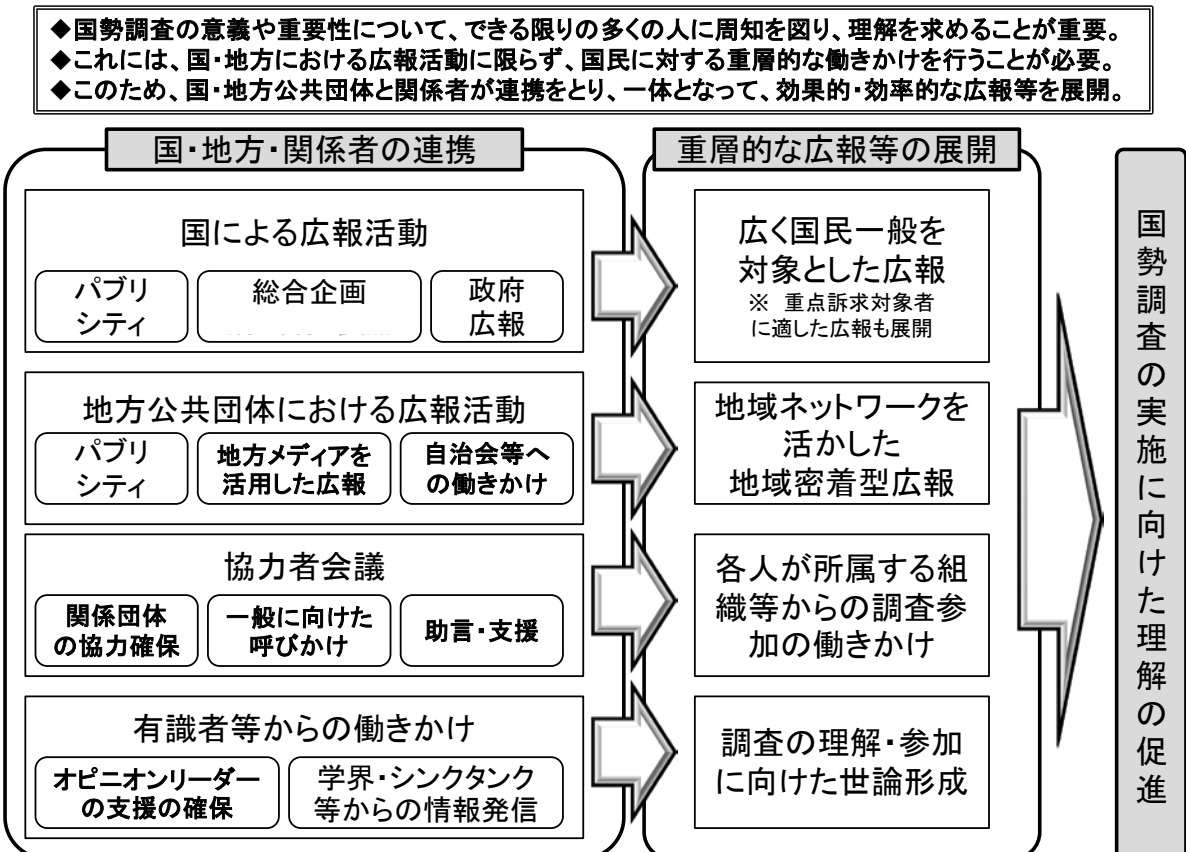 ◆国勢調査の意義や重要性について、できる限りの多くの人に周知を図り、理解を求めることが重要。
◆これには、国・地方における広報活動に限らず、国民に対する重層的な働きかけを行うことが必要。
◆このため、国・地方公共団体と関係者が連携をとり、一体となって、効果的・効率的な広報等を展開。
国・地方・関係者の連携
国による広報活動
パブリ
シティ
総合企画
政府
広報
地方公共団体における広報活動
パブリ
シティ
地方メディアを
活用した広報
自治会等へ
の働きかけ
協力者会議
関係団体
の協力確保
一般に向けた
呼びかけ
助言・支援
有識者等からの働きかけ
オピニオンリーダー
の支援の確保
学界・シンクタンク
等からの情報発信
重層的な広報等の展開
広く国民一般を
対象とした広報
※ 重点訴求対象者
に適した広報も展開
地域ネットワークを
活かした
地域密着型広報
各人が所属する組
織等からの調査参
加の働きかけ
調査の理解・参加
に向けた世論形成
国勢調査の実施に向けた理解の促進